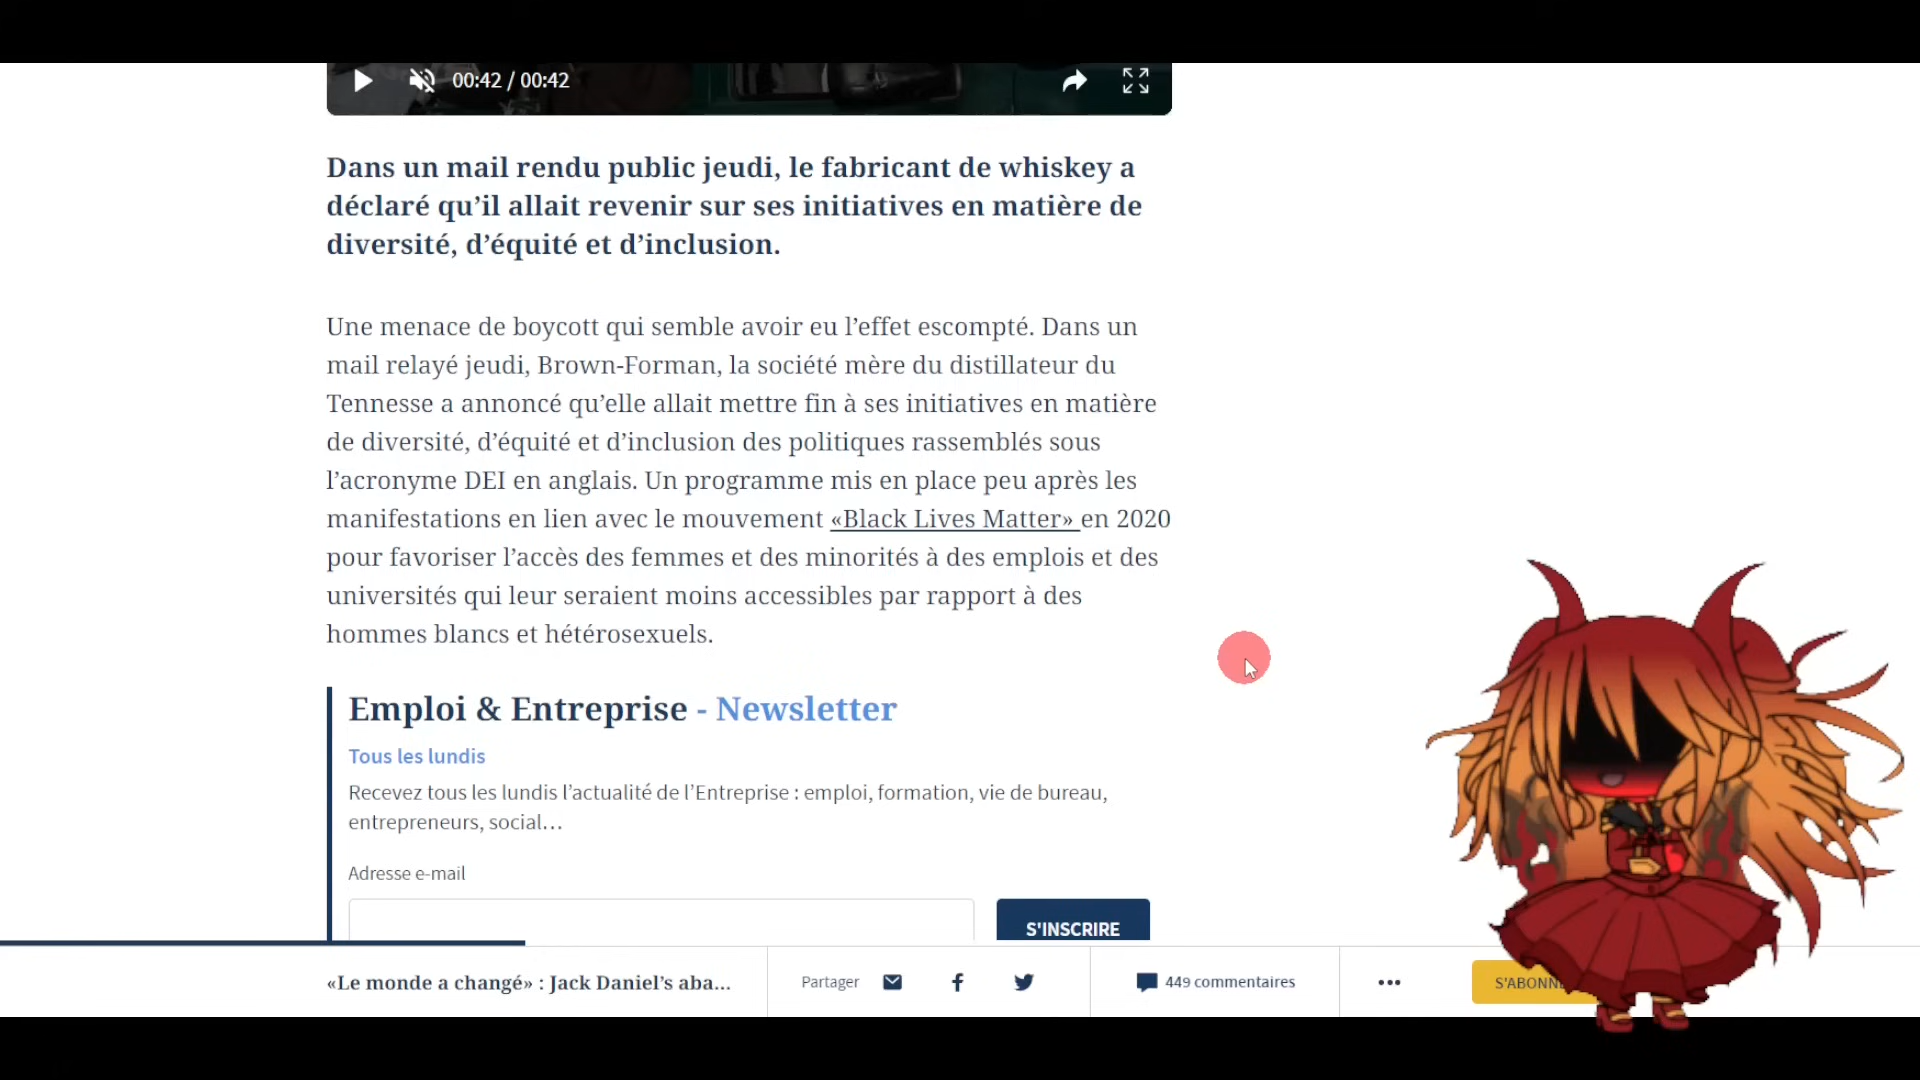 00:42 / 00:42
Dans un mail rendu public jeudi, le fabricant de whiskey a
déclaré qu’il allait revenir sur ses initiatives en matière de
diversité, d’équité et d’inclusion.
Une menace de boycott qui semble avoir eu l’effet escompté. Dans un
mail relayé jeudi, Brown-Forman, la société mère du distillateur du
Tennesse a annoncé qu’elle allait mettre fin à ses initiatives en matière
de diversité, d’équité et d’inclusion des politiques rassemblés sous
l’acronyme DEI en anglais. Un programme mis en place peu après les
manifestations en lien avec le mouvement «Black Lives Matter» en 2020
pour favoriser l’accès des femmes et des minorités à des emplois et des
universités qui leur seraient moins accessibles par rapport à des
hommes blancs et hétérosexuels.
Emploi & Entreprise - Newsletter
Tous les lundis
Recevez tous les lundis l’actualité de l’Entreprise : emploi, formation, vie de bureau,
entrepreneurs, social…
Adresse e-mail
S'INSCRIRE
«Le monde a changé» : Jack Daniel’s aba...
Partager
449 commentaires